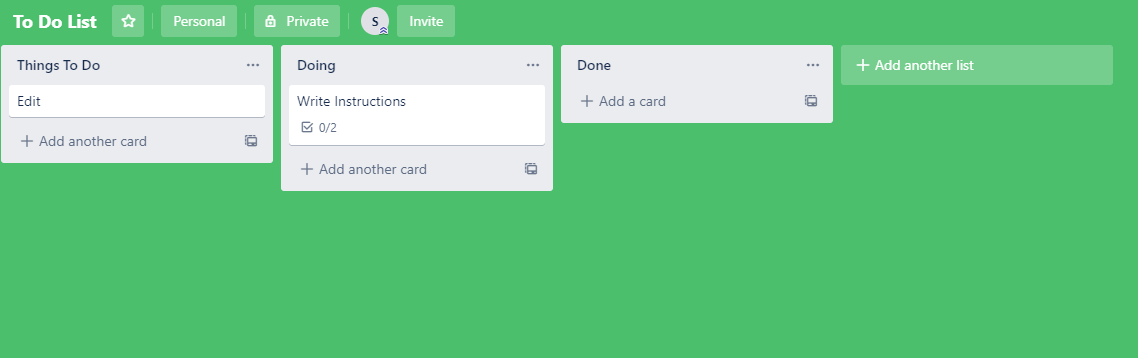 To Do List Personal Private S Invite
Things To Do
Edit
Add another card
Doing
Write Instructions
0/2
Add another card
Done
Add a card
Add another list